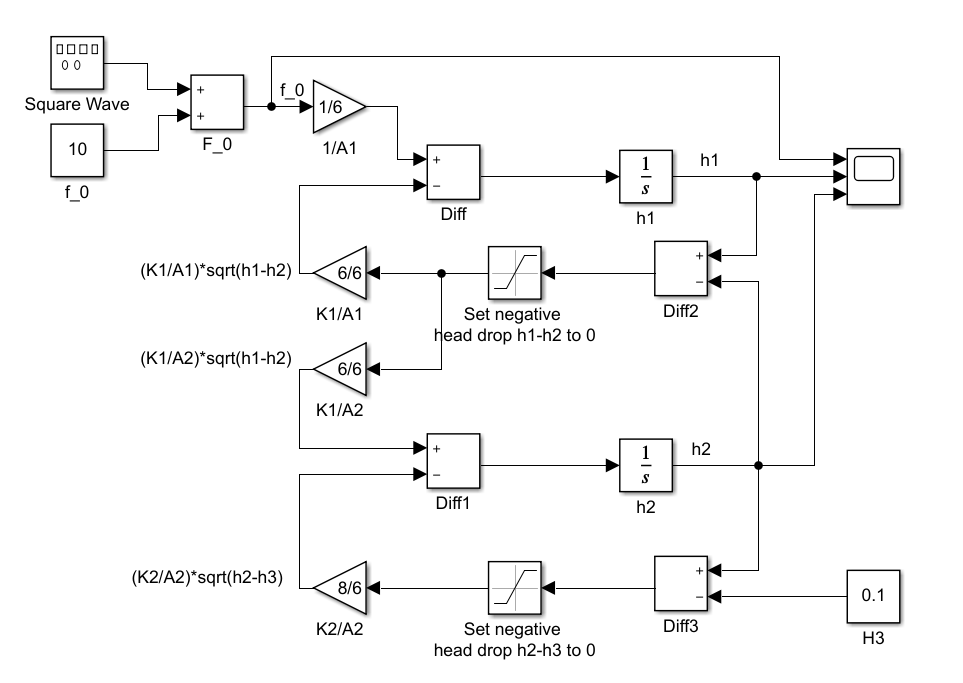 Square Wave
10
f_0
+
+
F_0
f_0
1/6
1/A1
+
−
Diff
1
s
h1
h1
(K1/A1)*sqrt(h1-h2)
6/6
K1/A1
Set negative
head drop h1-h2 to 0
+
−
Diff2
(K1/A2)*sqrt(h1-h2)
6/6
K1/A2
+
−
Diff1
1
s
h2
h2
(K2/A2)*sqrt(h2-h3)
8/6
K2/A2
Set negative
head drop h2-h3 to 0
+
−
Diff3
0.1
H3